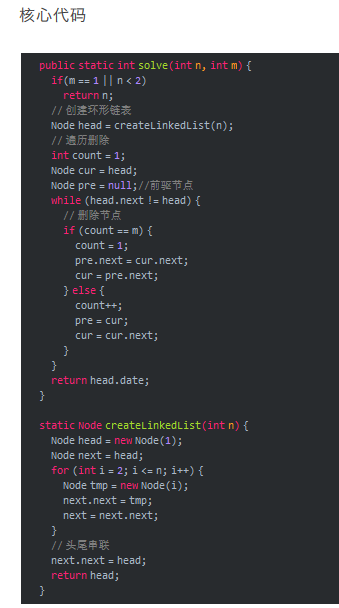 核心代码
public static int solve(int n, int m) {
if(m == 1 || n < 2)
return n;
// 创建环形链表
Node head = createLinkedList(n);
// 遍历删除
int count = 1;
Node cur = head;
Node pre = null;//前驱节点
while (head.next != head) {
// 删除节点
if (count == m) {
count = 1;
pre.next = cur.next;
cur = pre.next;
} else {
count++;
pre = cur;
cur = cur.next;
}
}
return head.date;
}
static Node createLinkedList(int n) {
Node head = new Node(1);
Node next = head;
for (int i = 2; i <= n; i++) {
Node tmp = new Node(i);
next.next = tmp;
next = next.next;
}
// 头尾串联
next.next = head;
return head;
}